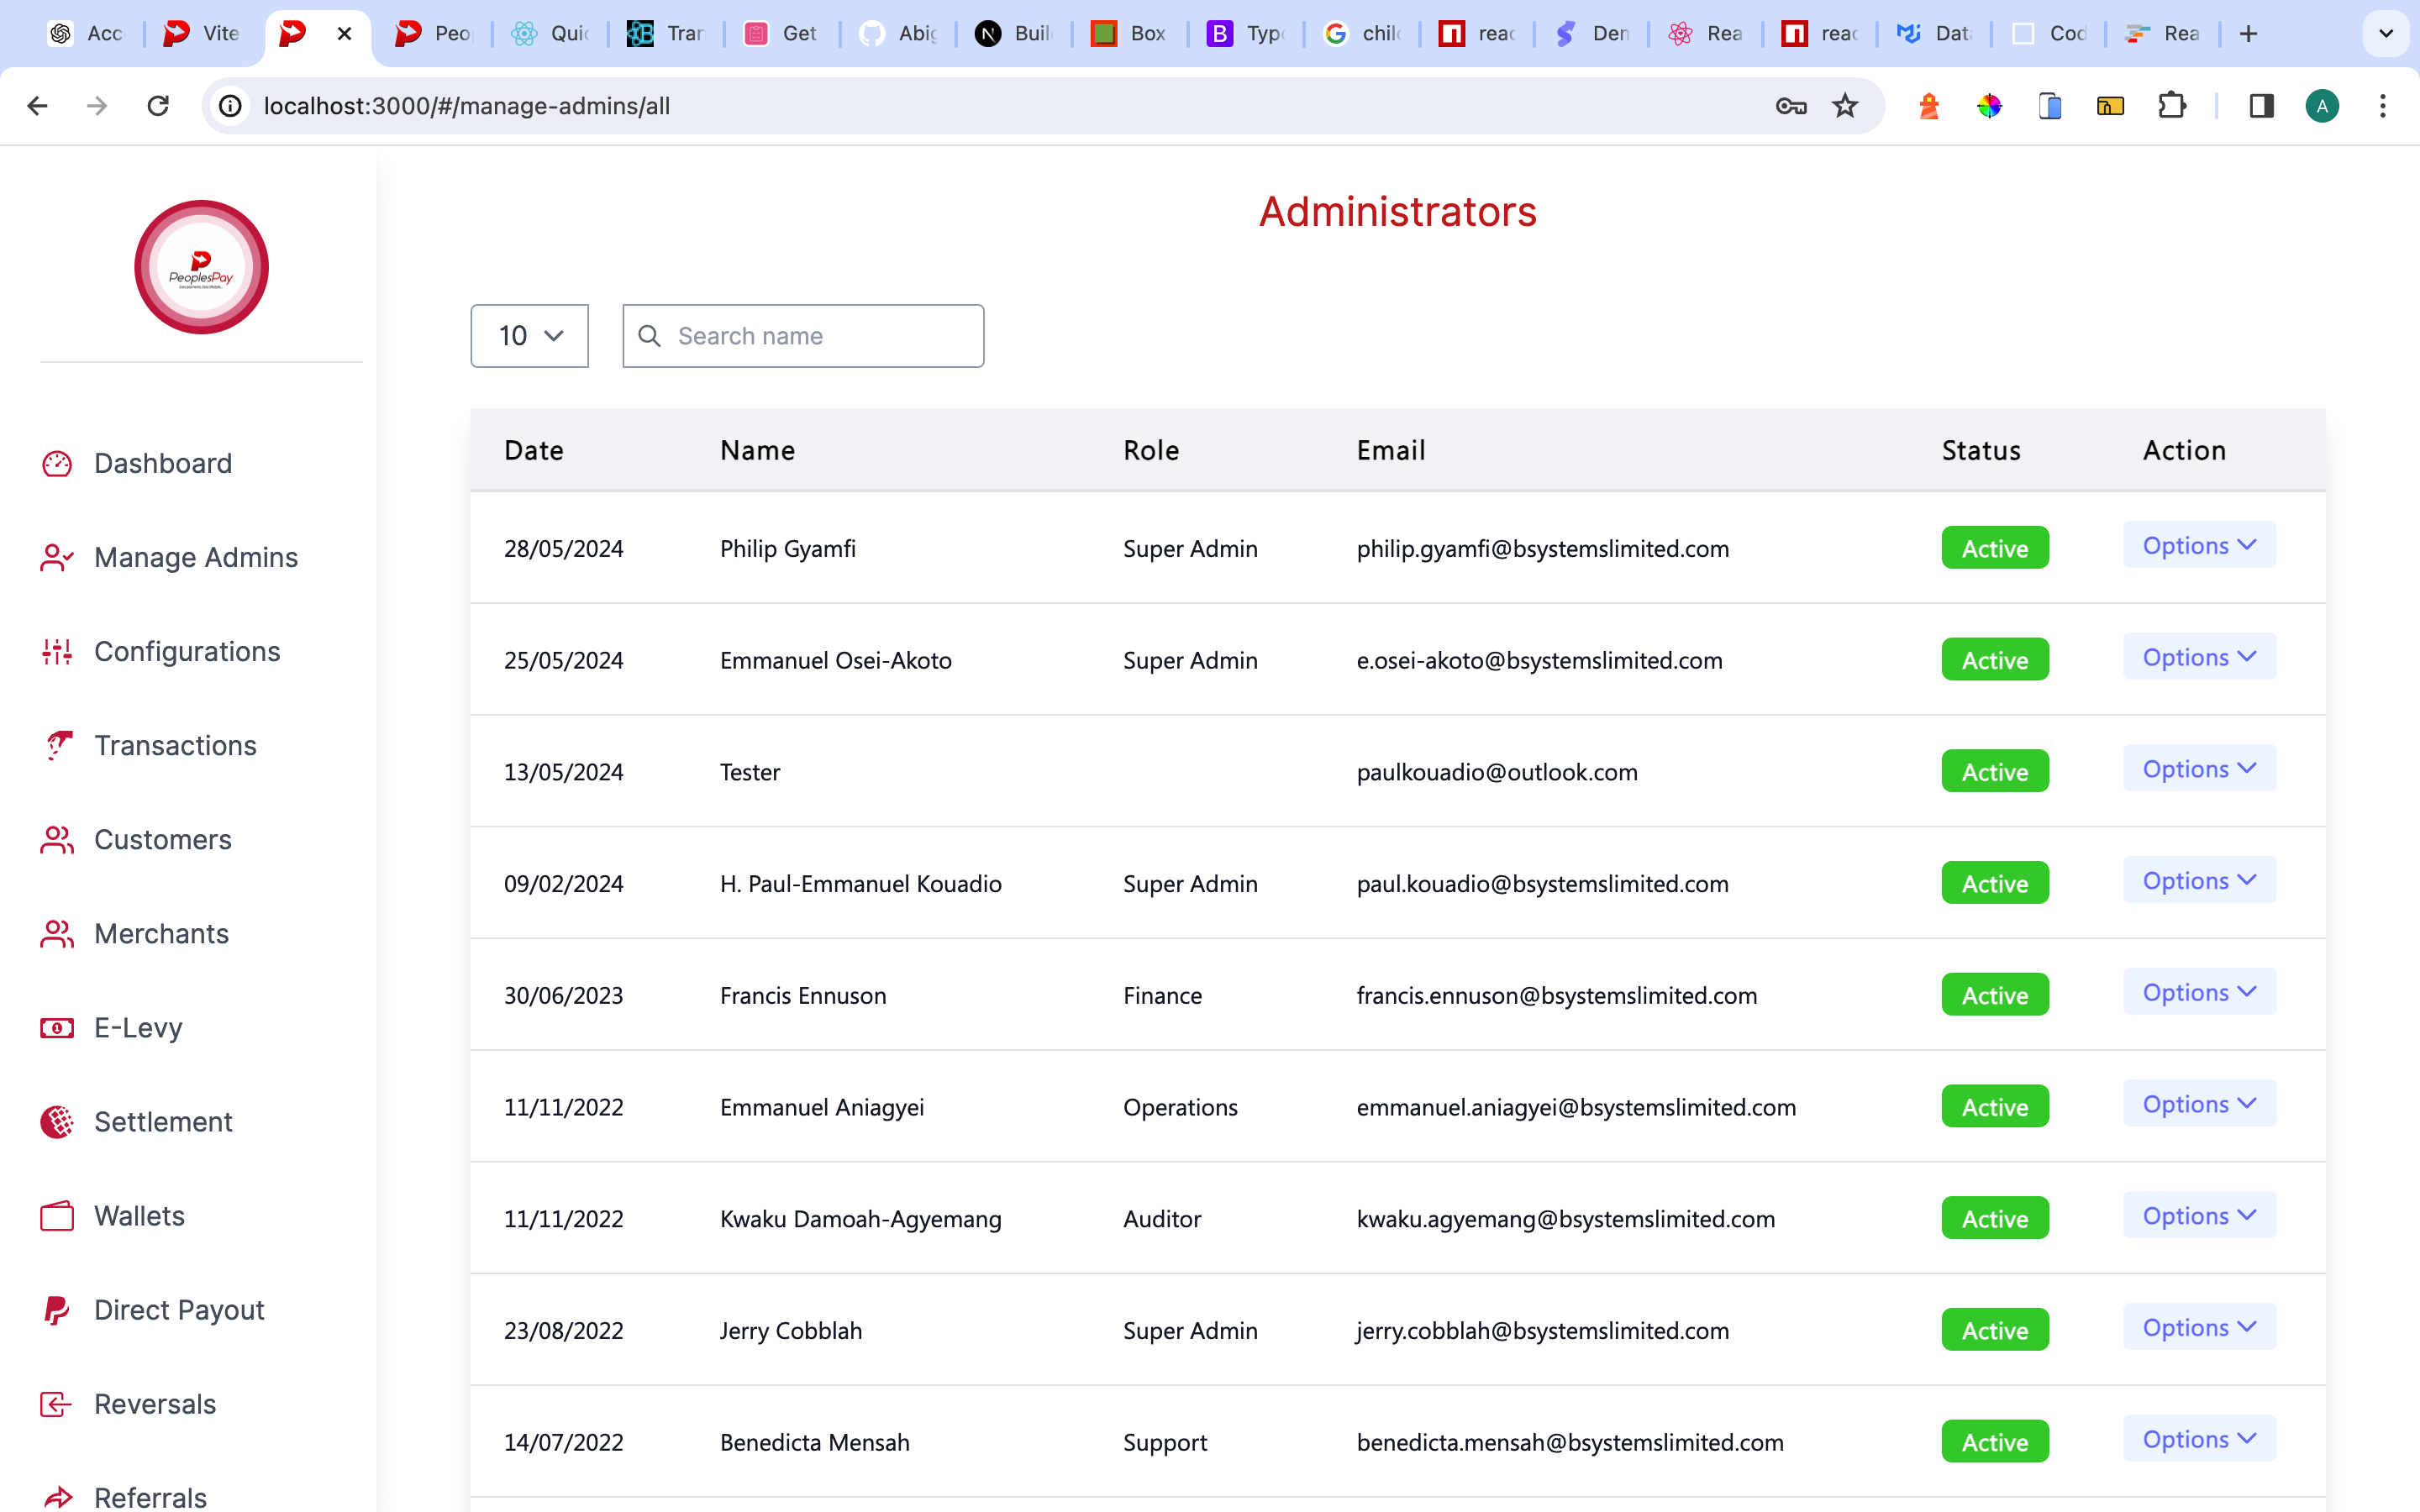 Acc Vite Peo Quic Tran Get Abig Buil Box Typ chil reac Den Rea reac Data Cod Rea
localhost:3000/#/manage-admins/all
A
PeoplesPay
Administrators
10 Search name
Dashboard
Manage Admins
Configurations
Transactions
Customers
Merchants
E-Levy
Settlement
Wallets
Direct Payout
Reversals
Referrals
Date Name Role Email Status Action
28/05/2024 Philip Gyamfi Super Admin philip.gyamfi@bsystemslimited.com Active Options
25/05/2024 Emmanuel Osei-Akoto Super Admin e.osei-akoto@bsystemslimited.com Active Options
13/05/2024 Tester paulkouadio@outlook.com Active Options
09/02/2024 H. Paul-Emmanuel Kouadio Super Admin paul.kouadio@bsystemslimited.com Active Options
30/06/2023 Francis Ennuson Finance francis.ennuson@bsystemslimited.com Active Options
11/11/2022 Emmanuel Aniagyei Operations emmanuel.aniagyei@bsystemslimited.com Active Options
11/11/2022 Kwaku Damoah-Agyemang Auditor kwaku.agyemang@bsystemslimited.com Active Options
23/08/2022 Jerry Cobblah Super Admin jerry.cobblah@bsystemslimited.com Active Options
14/07/2022 Benedicta Mensah Support benedicta.mensah@bsystemslimited.com Active Options